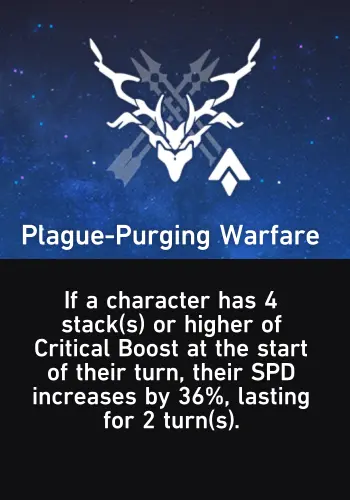 Plague-Purging Warfare
If a character has 4
stack(s) or higher of
Critical Boost at the start
of their turn, their SPD
increases by 36%, lasting
for 2 turn(s).